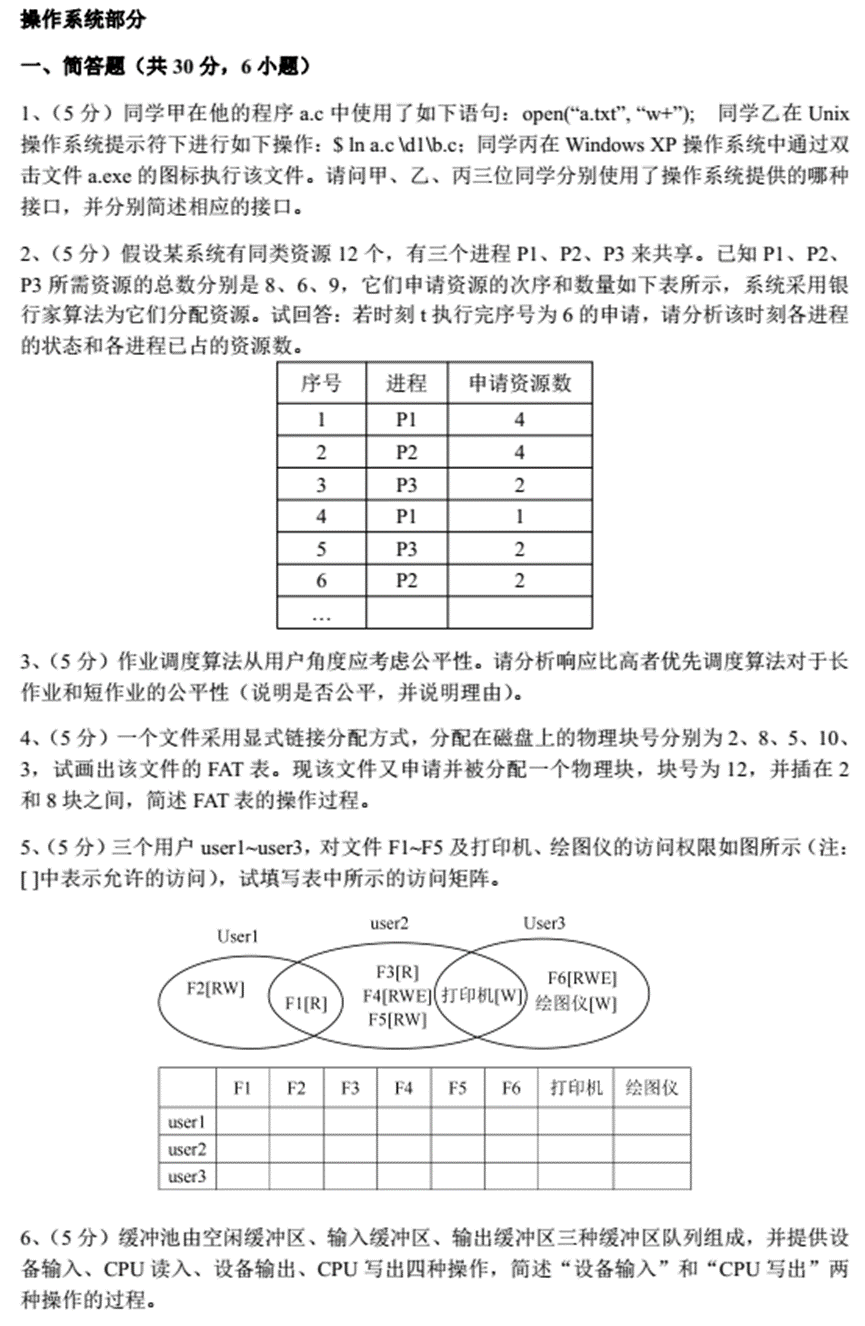 操作系统部分
一、简答题（共 30 分，6 小题）
1、（5 分）同学甲在他的程序 a.c 中使用了如下语句：open(“a.txt”, “w+”);　同学乙在 Unix
操作系统提示符下进行如下操作：$ ln a.c \d1\b.c；同学丙在 Windows XP 操作系统中通过双
击文件 a.exe 的图标执行该文件。请问甲、乙、丙三位同学分别使用了操作系统提供的哪种
接口，并分别简述相应的接口。
2、（5 分）假设某系统有同类资源 12 个，有三个进程 P1、P2、P3 来共享。已知 P1、P2、
P3 所需资源的总数分别是 8、6、9，它们申请资源的次序和数量如下表所示，系统采用银
行家算法为它们分配资源。试回答：若时刻 t 执行完序号为 6 的申请，请分析该时刻各进程
的状态和各进程已占的资源数。
序号 进程 申请资源数
1 P1 4
2 P2 4
3 P3 2
4 P1 1
5 P3 2
6 P2 2
…
3、（5 分）作业调度算法从用户角度应考虑公平性。请分析响应比高者优先调度算法对于长
作业和短作业的公平性（说明是否公平，并说明理由）。
4、（5 分）一个文件采用显式链接分配方式，分配在磁盘上的物理块号分别为 2、8、5、10、
3，试画出该文件的 FAT 表。现该文件又申请并被分配一个物理块，块号为 12，并插在 2
和 8 块之间，简述 FAT 表的操作过程。
5、（5 分）三个用户 user1~user3，对文件 F1~F5 及打印机、绘图仪的访问权限如图所示（注：
[ ]中表示允许的访问），试填写表中所示的访问矩阵。
User1 user2 User3
F2[RW] F1[R] F3[R] F4[RWE] F5[RW] 打印机[W] F6[RWE] 绘图仪[W]
F1 F2 F3 F4 F5 F6 打印机 绘图仪
user1
user2
user3
6、（5 分）缓冲池由空闲缓冲区、输入缓冲区、输出缓冲区三种缓冲区队列组成，并提供设
备输入、CPU 读入、设备输出、CPU 写出四种操作，简述“设备输入”和“CPU 写出”两
种操作的过程。